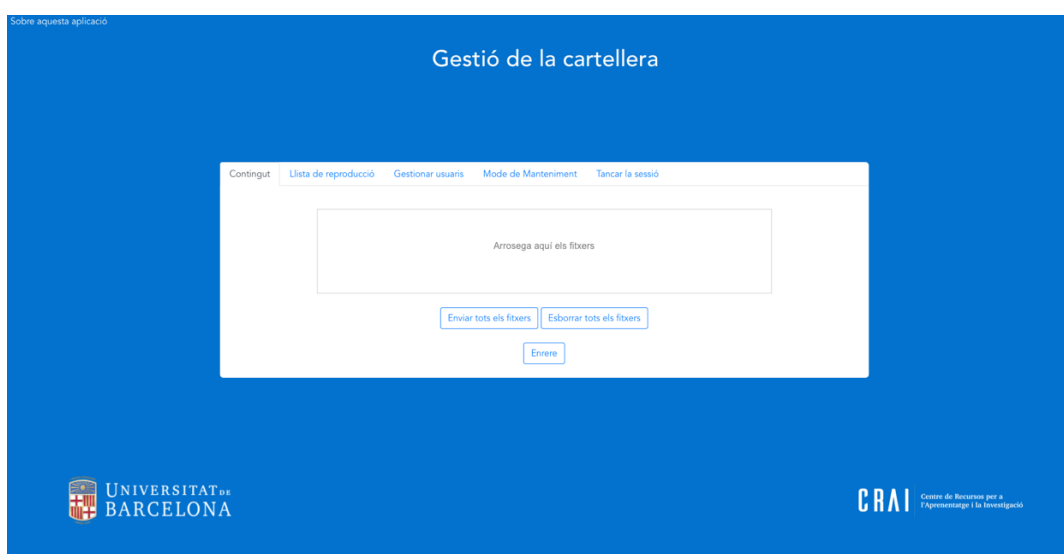 Sobre aquesta aplicació
Gestió de la cartellera
Contingut Llista de reproducció Gestionar usuaris Mode de Manteniment Tancar la sessió
Arrosega aquí els fitxers
Enviar tots els fitxers Esborrar tots els fitxers
Enrere
UNIVERSITAT DE
BARCELONA
CRAI
Centre de Recursos per a
l'Aprenentatge i la Investigació